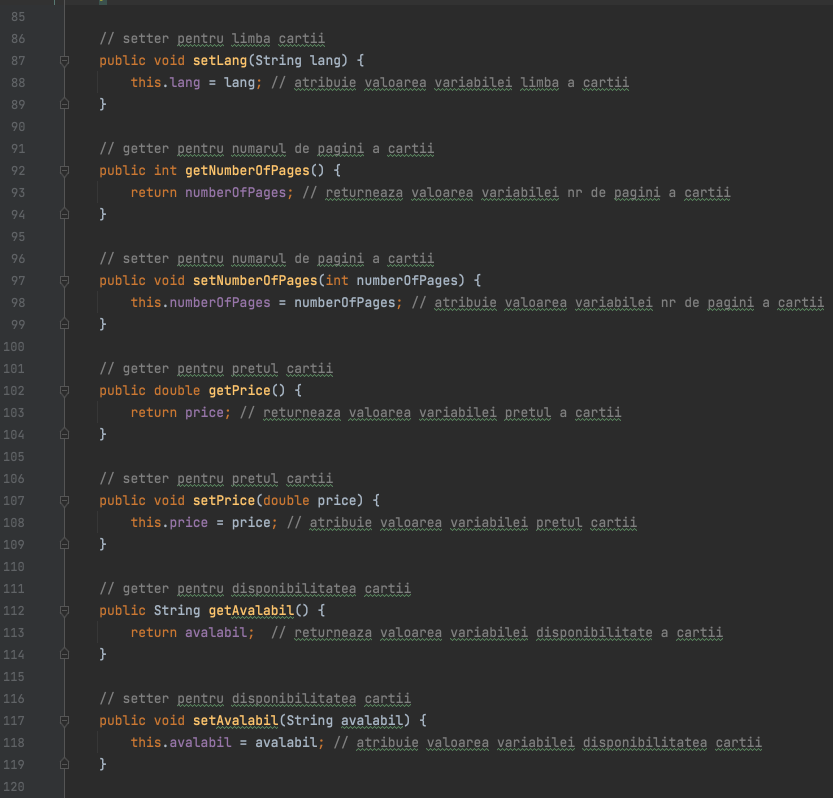 85
86 // setter pentru limba cartii
87 public void setLang(String lang) {
88 this.lang = lang; // atribuie valoarea variabilei limba a cartii
89 }
90
91 // getter pentru numarul de pagini a cartii
92 public int getNumberOfPages() {
93 return numberOfPages; // returneaza valoarea variabilei nr de pagini a cartii
94 }
95
96 // setter pentru numarul de pagini a cartii
97 public void setNumberOfPages(int numberOfPages) {
98 this.numberOfPages = numberOfPages; // atribuie valoarea variabilei nr de pagini a cartii
99 }
100
101 // getter pentru pretul cartii
102 public double getPrice() {
103 return price; // returneaza valoarea variabilei pretul a cartii
104 }
105
106 // setter pentru pretul cartii
107 public void setPrice(double price) {
108 this.price = price; // atribuie valoarea variabilei pretul cartii
109 }
110
111 // getter pentru disponibilitatea cartii
112 public String getAvalabil() {
113 return avalabil; // returneaza valoarea variabilei disponibilitate a cartii
114 }
115
116 // setter pentru disponibilitatea cartii
117 public void setAvalabil(String avalabil) {
118 this.avalabil = avalabil; // atribuie valoarea variabilei disponibilitatea cartii
119 }
120